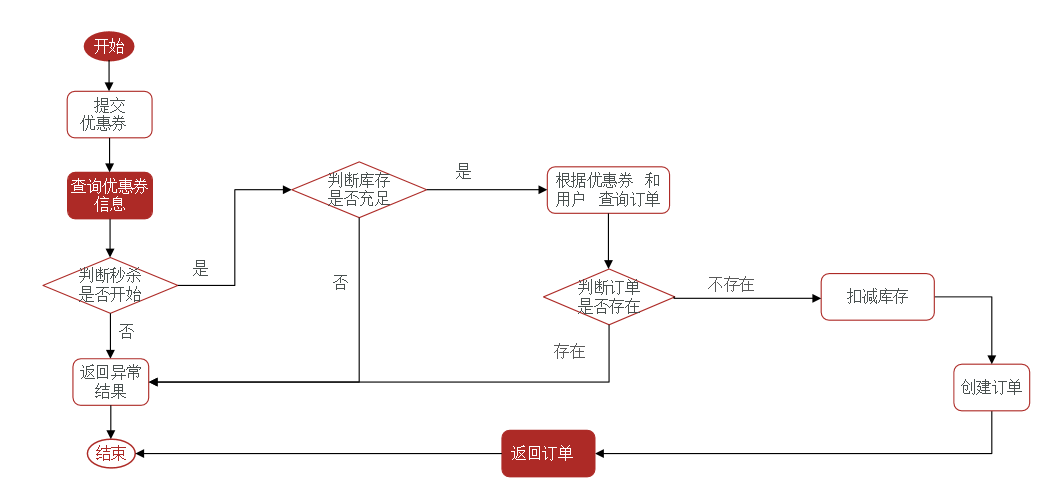 开始
提交
优惠券
查询优惠券
信息
判断秒杀
是否开始
是
否
返回异常
结果
结束
判断库存
是否充足
是
否
根据优惠券 和
用户 查询订单
判断订单
是否存在
不存在
存在
扣减库存
创建订单
返回订单